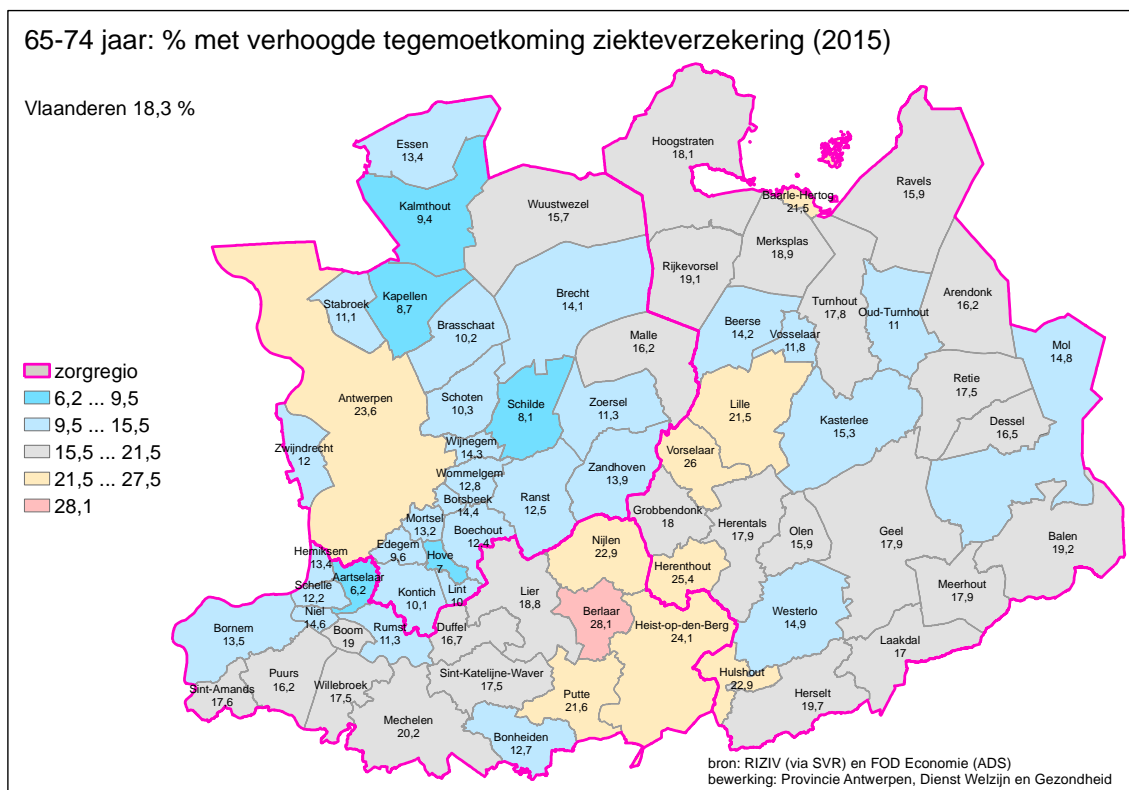 65-74 jaar: % met verhoogde tegemoetkoming ziekteverzekering (2015)
Vlaanderen 18,3 %
Essen
13,4
Hoogstraten
18,1
Kalmthout
9,4
Wuustwezel
15,7
Ravels
15,9
Baarle-Hertog
21,5
Merksplas
18,9
Rijkevorsel
19,1
Stabroek
11,1
Kapellen
8,7
Brecht
14,1
Turnhout
17,8
Oud-Turnhout
11
Arendonk
16,2
Brasschaat
10,2
Beerse
14,2
Vosselaar
11,8
Malle
16,2
Mol
14,8
zorgregio
6,2 ... 9,5
9,5 ... 15,5
15,5 ... 21,5
21,5 ... 27,5
28,1
Antwerpen
23,6
Schoten
10,3
Schilde
8,1
Zoersel
11,3
Lille
21,5
Kasterlee
15,3
Retie
17,5
Dessel
16,5
Zwijndrecht
12
Wijnegem
14,3
Vorselaar
26
Wommelgem
12,8
Zandhoven
13,9
Borsbeek
14,4
Ranst
12,5
Grobbendonk
18
Mortsel
13,2
Boechout
12,4
Herentals
17,9
Olen
15,9
Geel
17,9
Balen
19,2
Edegem
9,6
Hove
7
Nijlen
22,9
Hemiksem
13,4
Aartselaar
6,2
Herenthout
25,4
Schelle
12,2
Kontich
10,1
Lint
10
Lier
18,8
Berlaar
28,1
Meerhout
17,9
Niel
14,6
Westerlo
14,9
Bornem
13,5
Boom
19
Rumst
11,3
Duffel
16,7
Heist-op-den-Berg
24,1
Laakdal
17
Puurs
16,2
Willebroek
17,5
Sint-Katelijne-Waver
17,5
Hulshout
22,9
Sint-Amands
17,6
Putte
21,6
Herselt
19,7
Mechelen
20,2
Bonheiden
12,7
bron: RIZIV (via SVR) en FOD Economie (ADS)
bewerking: Provincie Antwerpen, Dienst Welzijn en Gezondheid